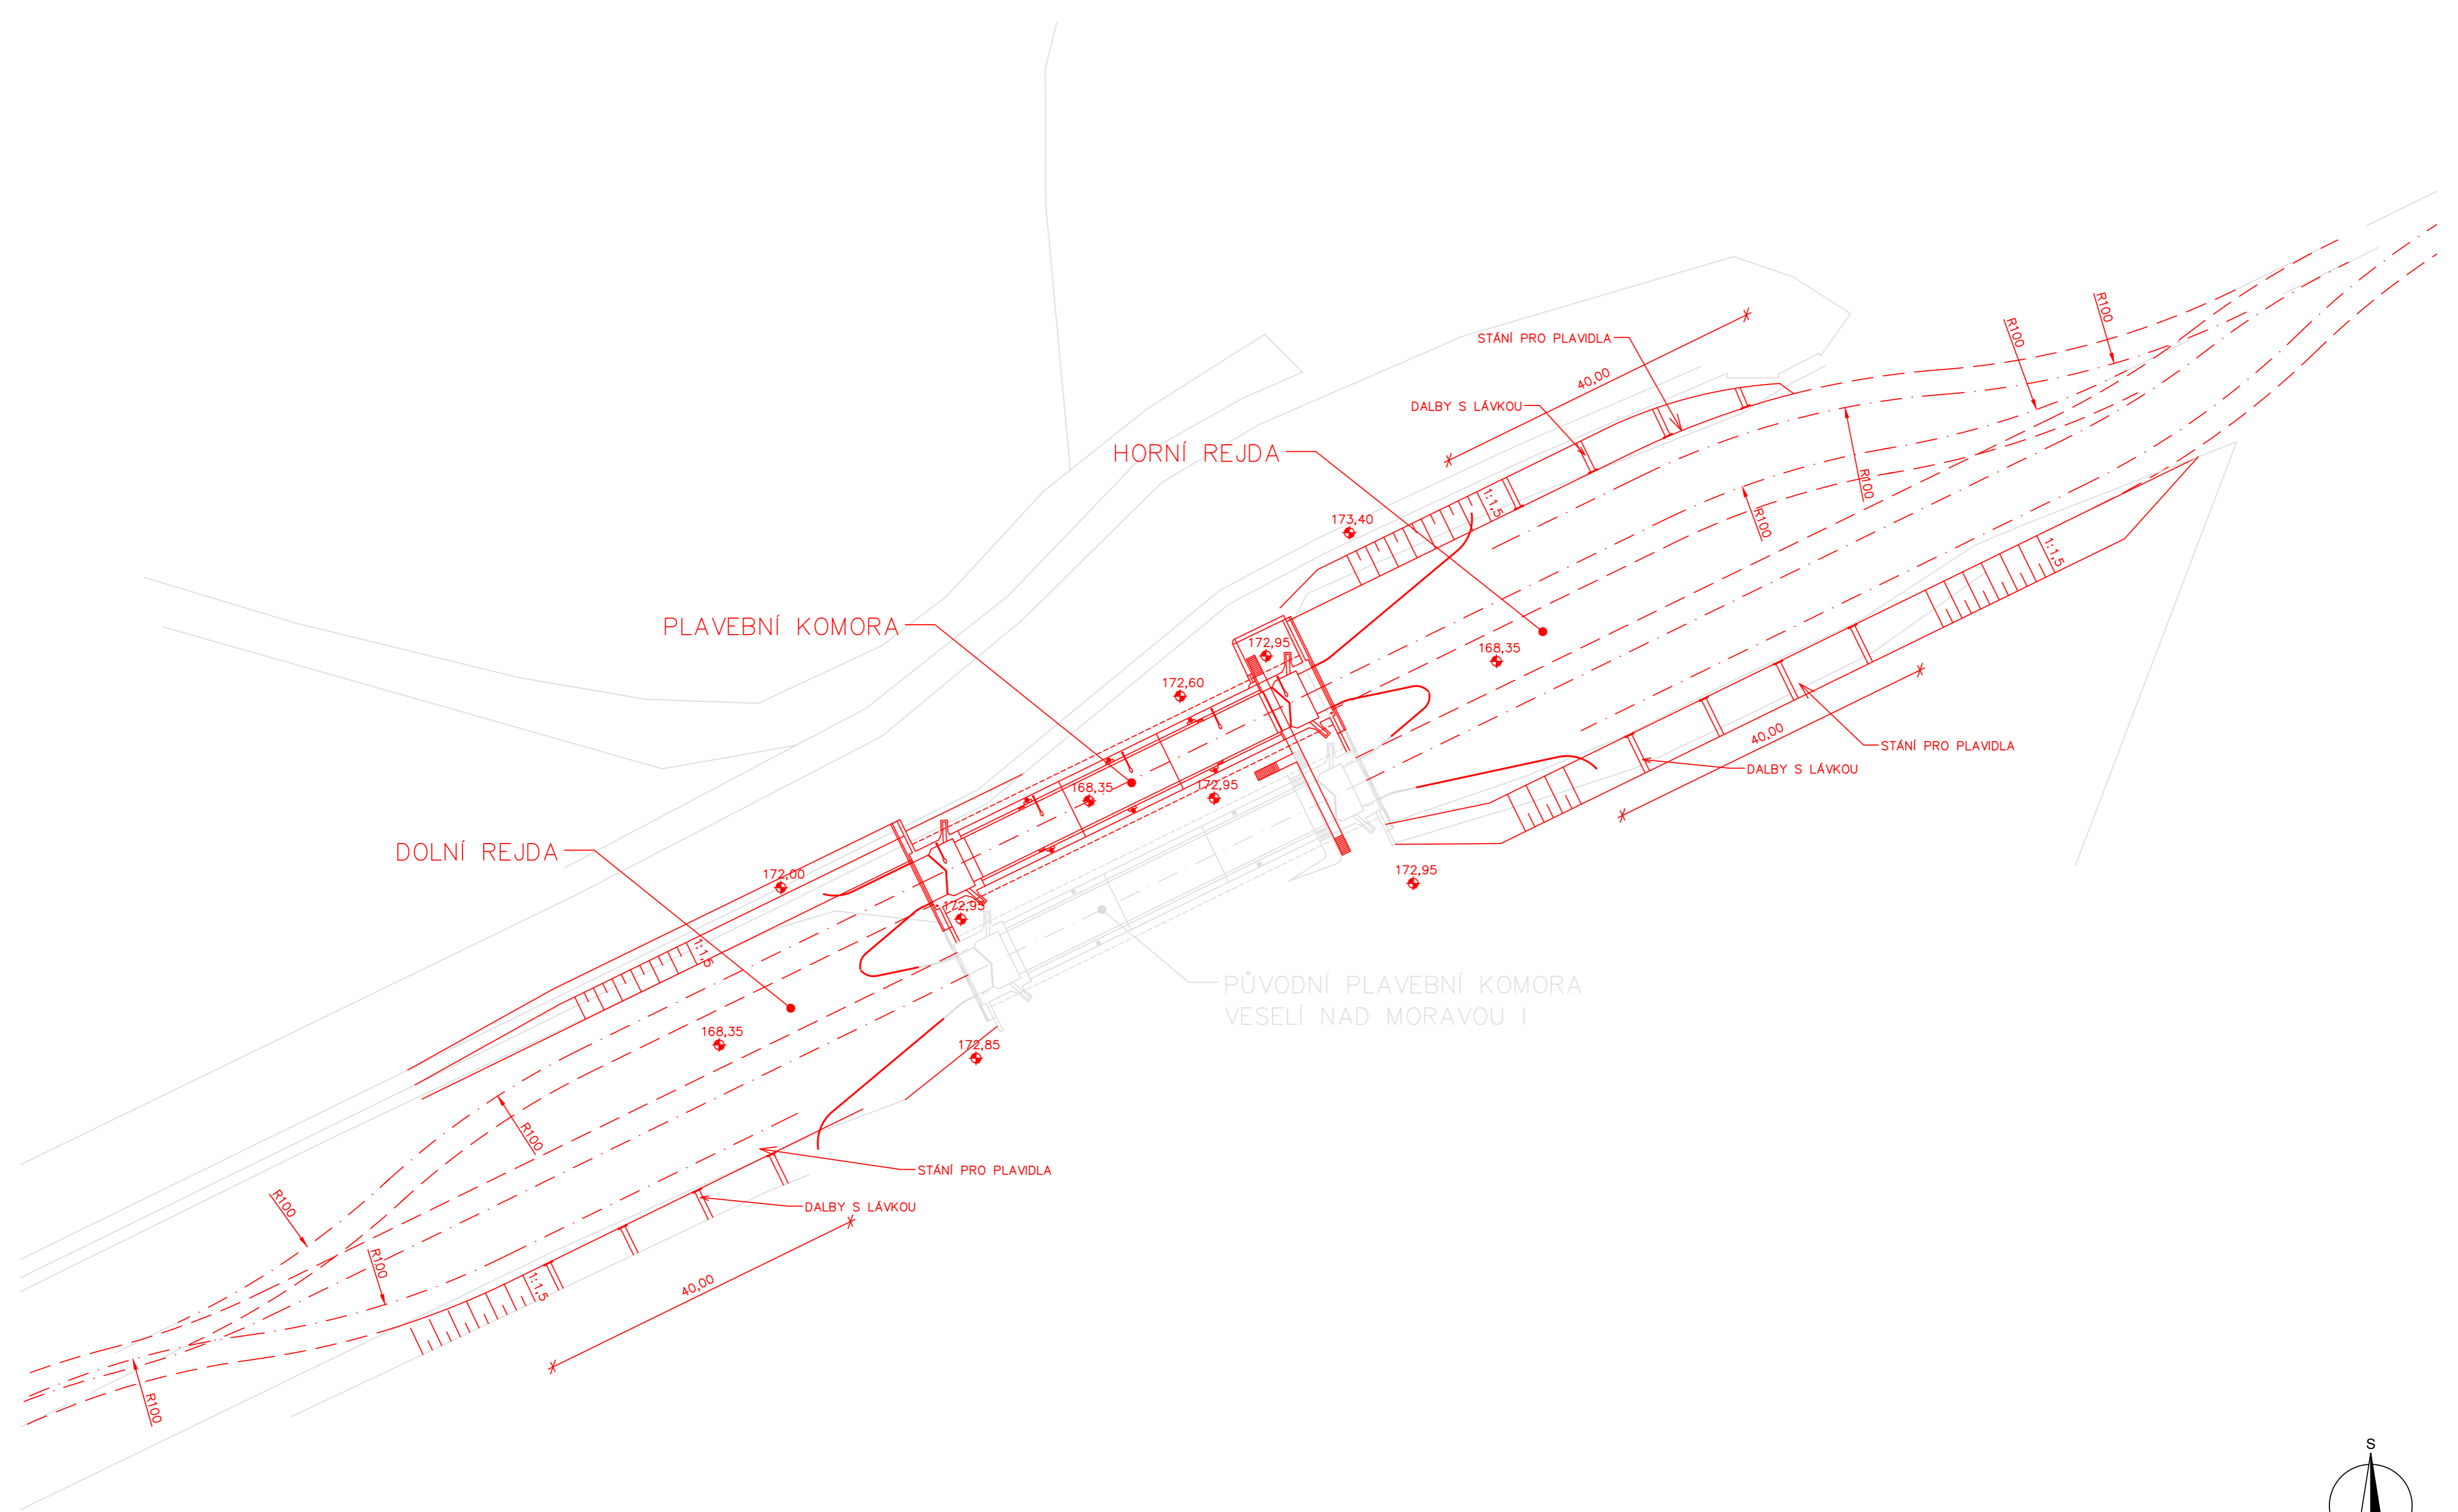 R100
R100
STÁNÍ PRO PLAVIDLA
40,00
DALBY S LÁVKOU
HORNÍ REJDA
R100
1:1,5
173,40
R100
1:1,5
PLAVEBNÍ KOMORA
172,95
168,35
172,60
40,00
STÁNÍ PRO PLAVIDLA
DALBY S LÁVKOU
168,35
172,95
DOLNÍ REJDA
172,00
172,95
172,95
1:1,5
PŮVODNÍ PLAVEBNÍ KOMORA
VESELÍ NAD MORAVOU I
168,35
172,85
R100
STÁNÍ PRO PLAVIDLA
R100
DALBY S LÁVKOU
R100
1:1,5
40,00
R100
S